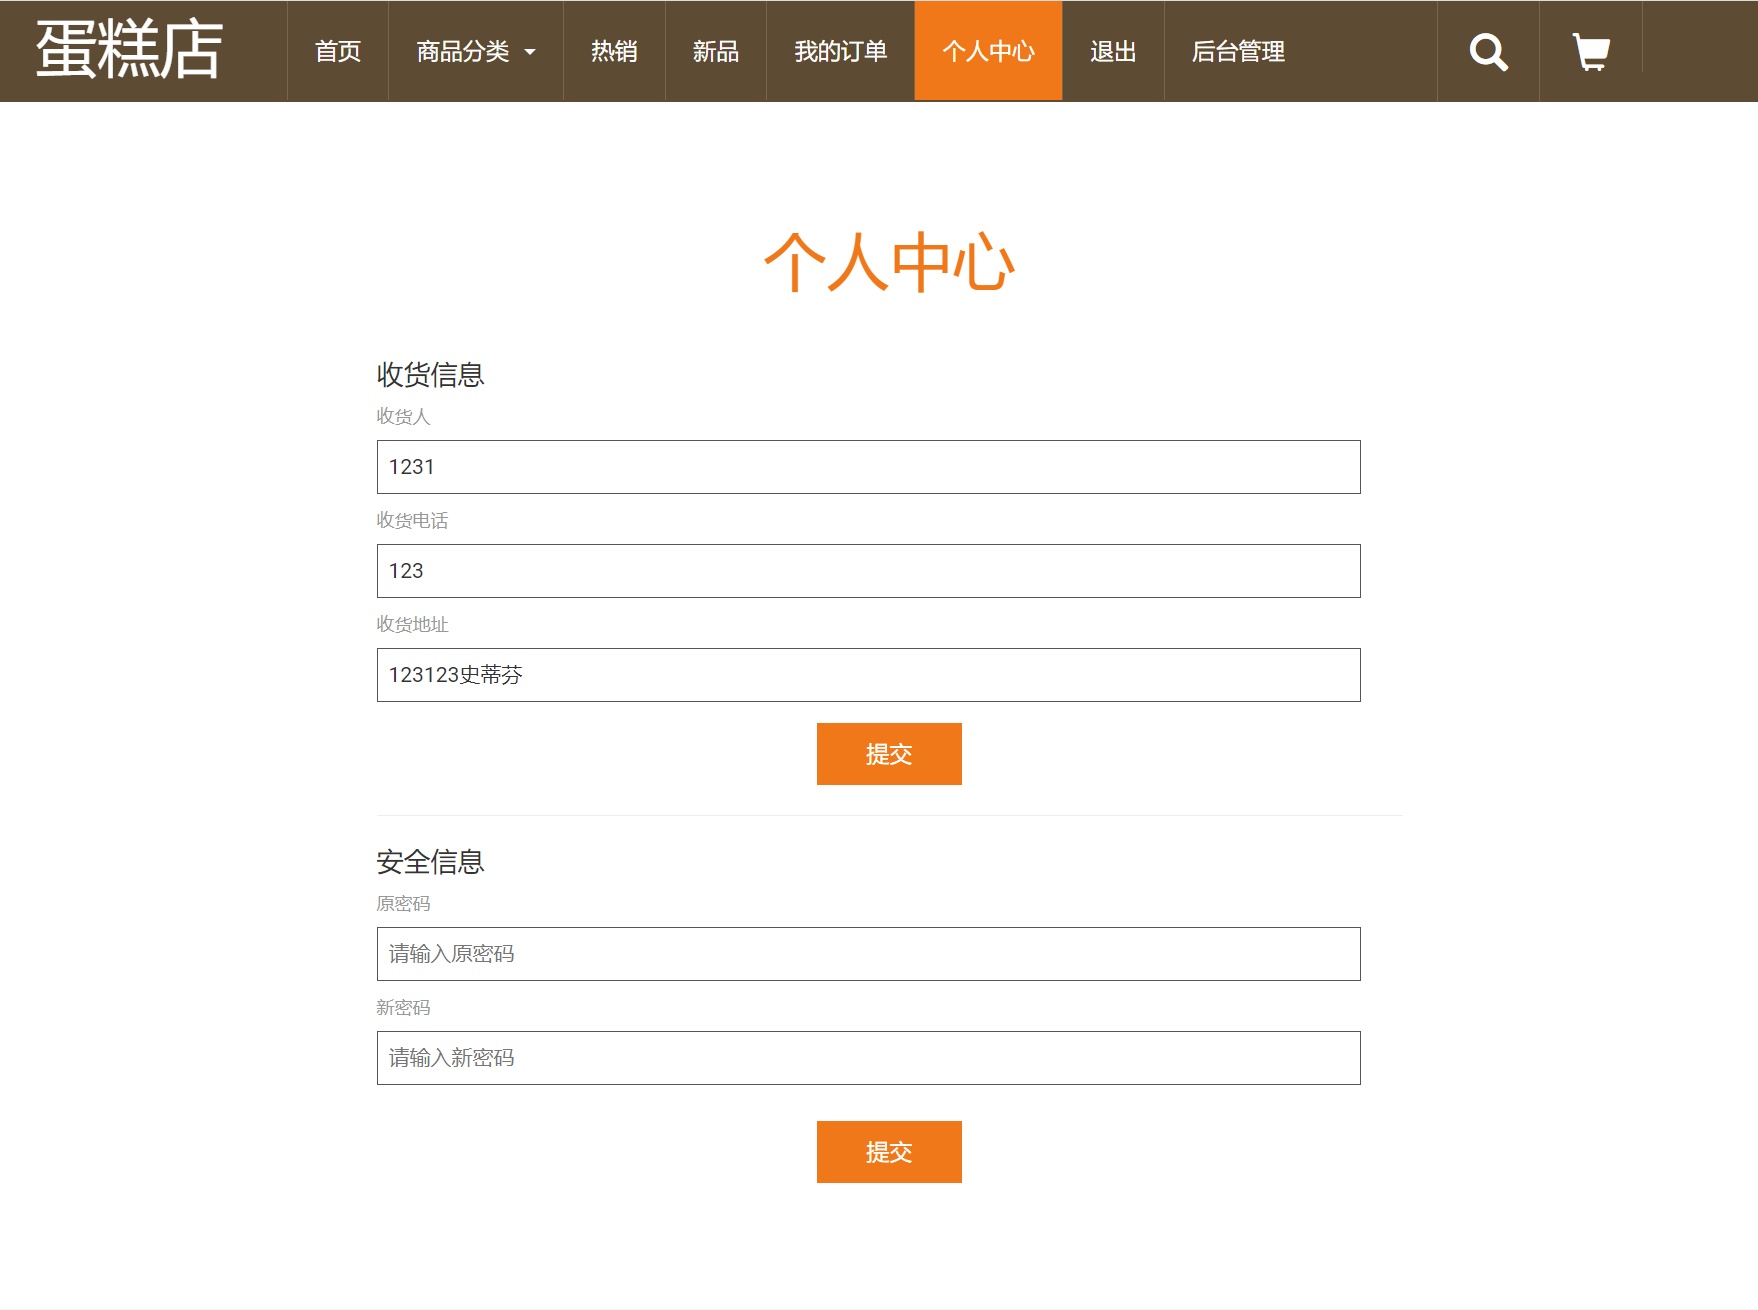 蛋糕店 首页 商品分类 热销 新品 我的订单 个人中心 退出 后台管理
个人中心
收货信息
收货人
1231
收货电话
123
收货地址
123123史蒂芬
提交
安全信息
原密码
请输入原密码
新密码
请输入新密码
提交